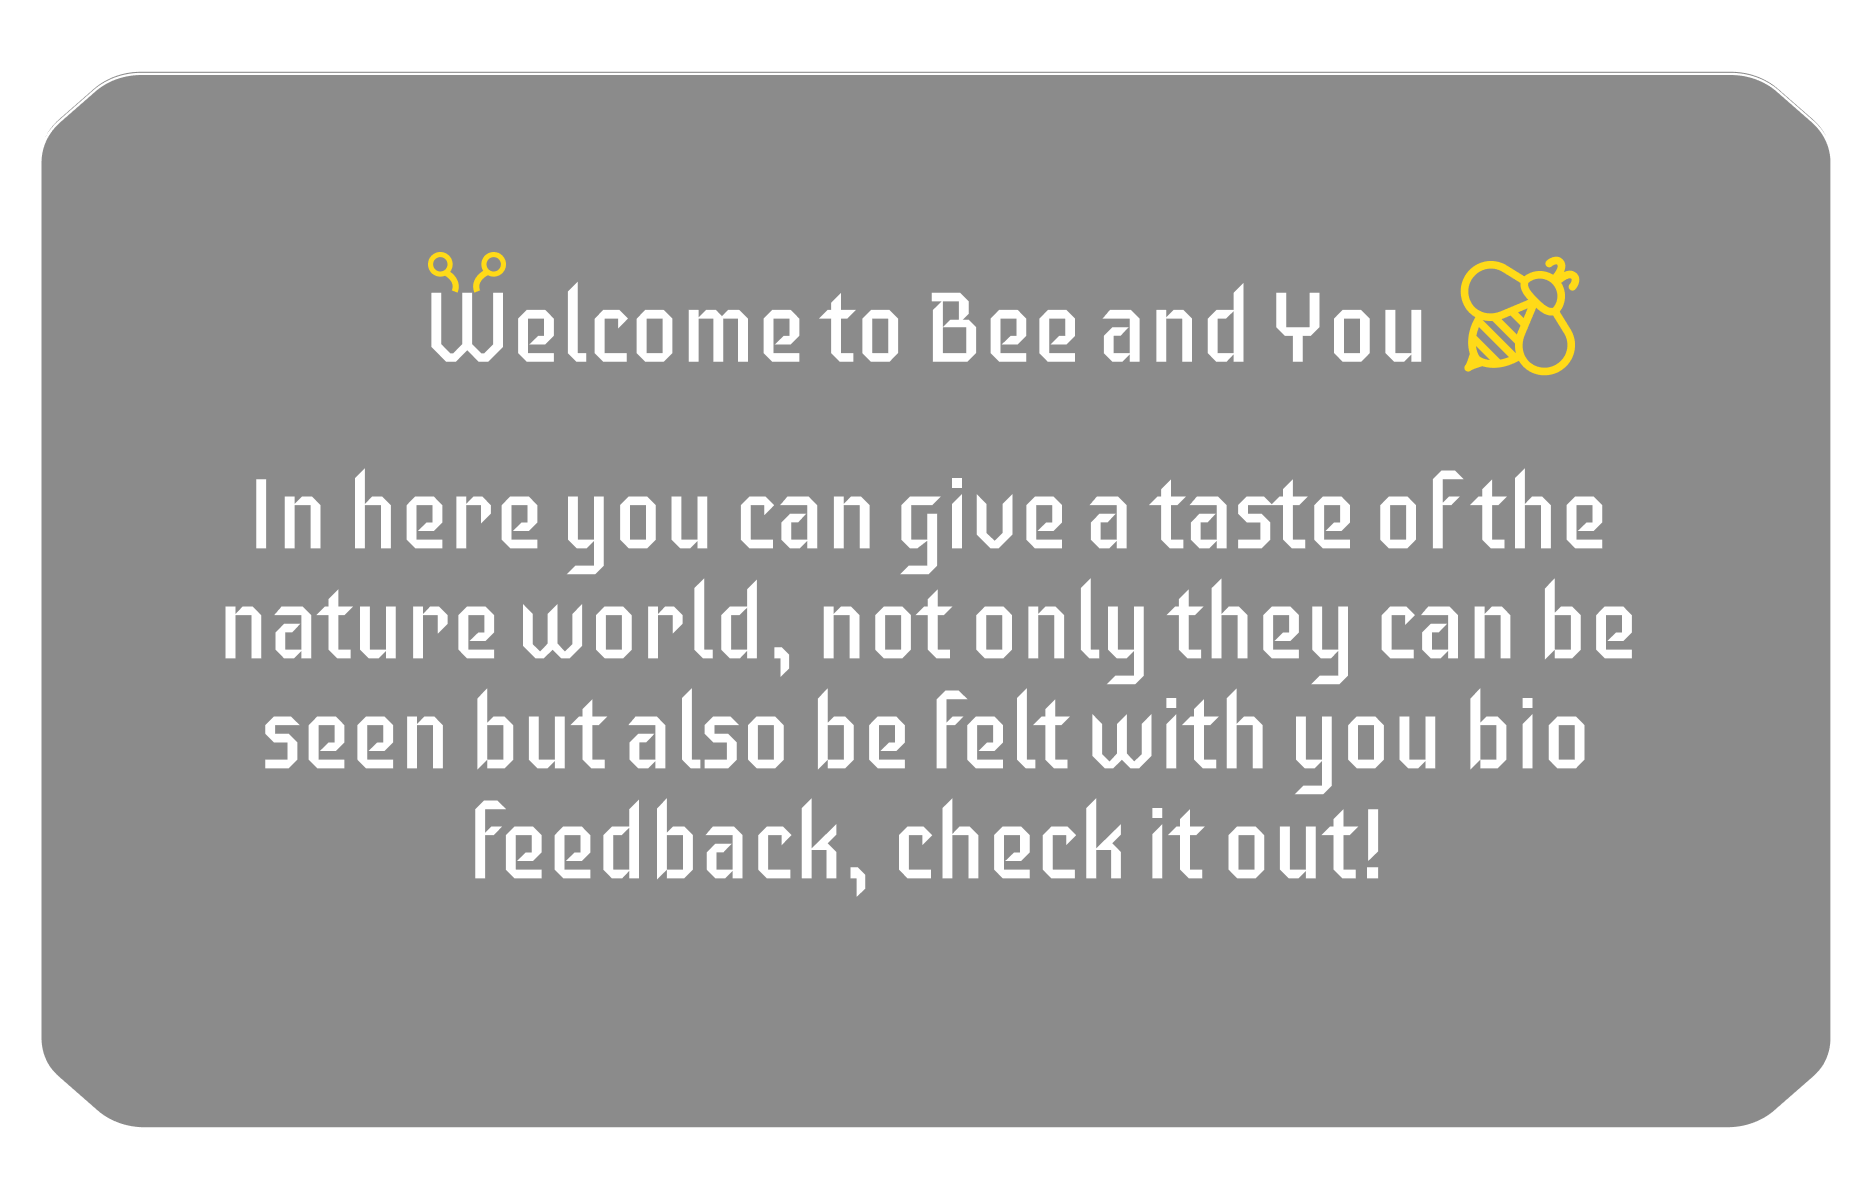 Welcome to Bee and You
In here you can give a taste of the
nature world, not only they can be
seen but also be felt with you bio
feedback, check it out!